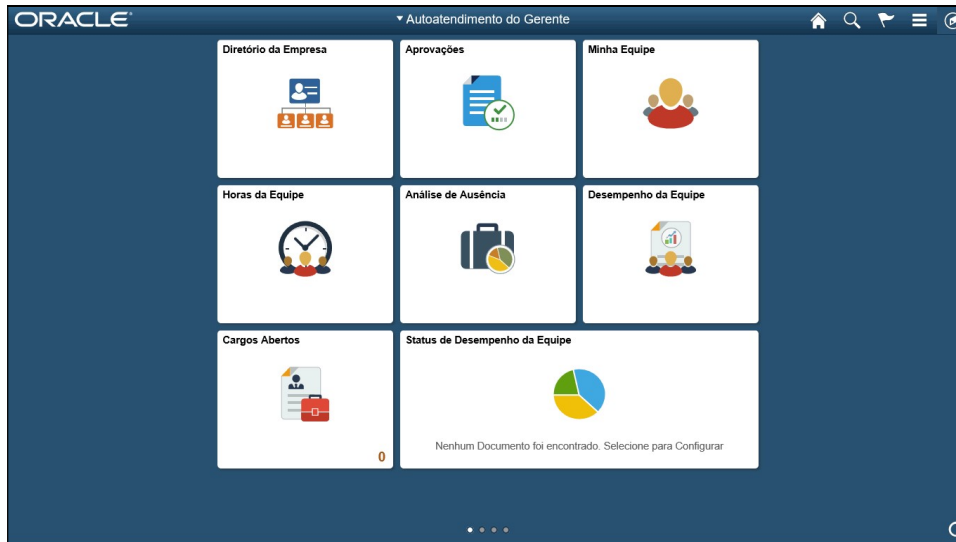 ORACLE
Autoatendimento do Gerente
Diretório da Empresa
Aprovações
Minha Equipe
Horas da Equipe
Análise de Ausência
Desempenho da Equipe
Cargos Abertos
0
Status de Desempenho da Equipe
Nenhum Documento foi encontrado. Selecione para Configurar